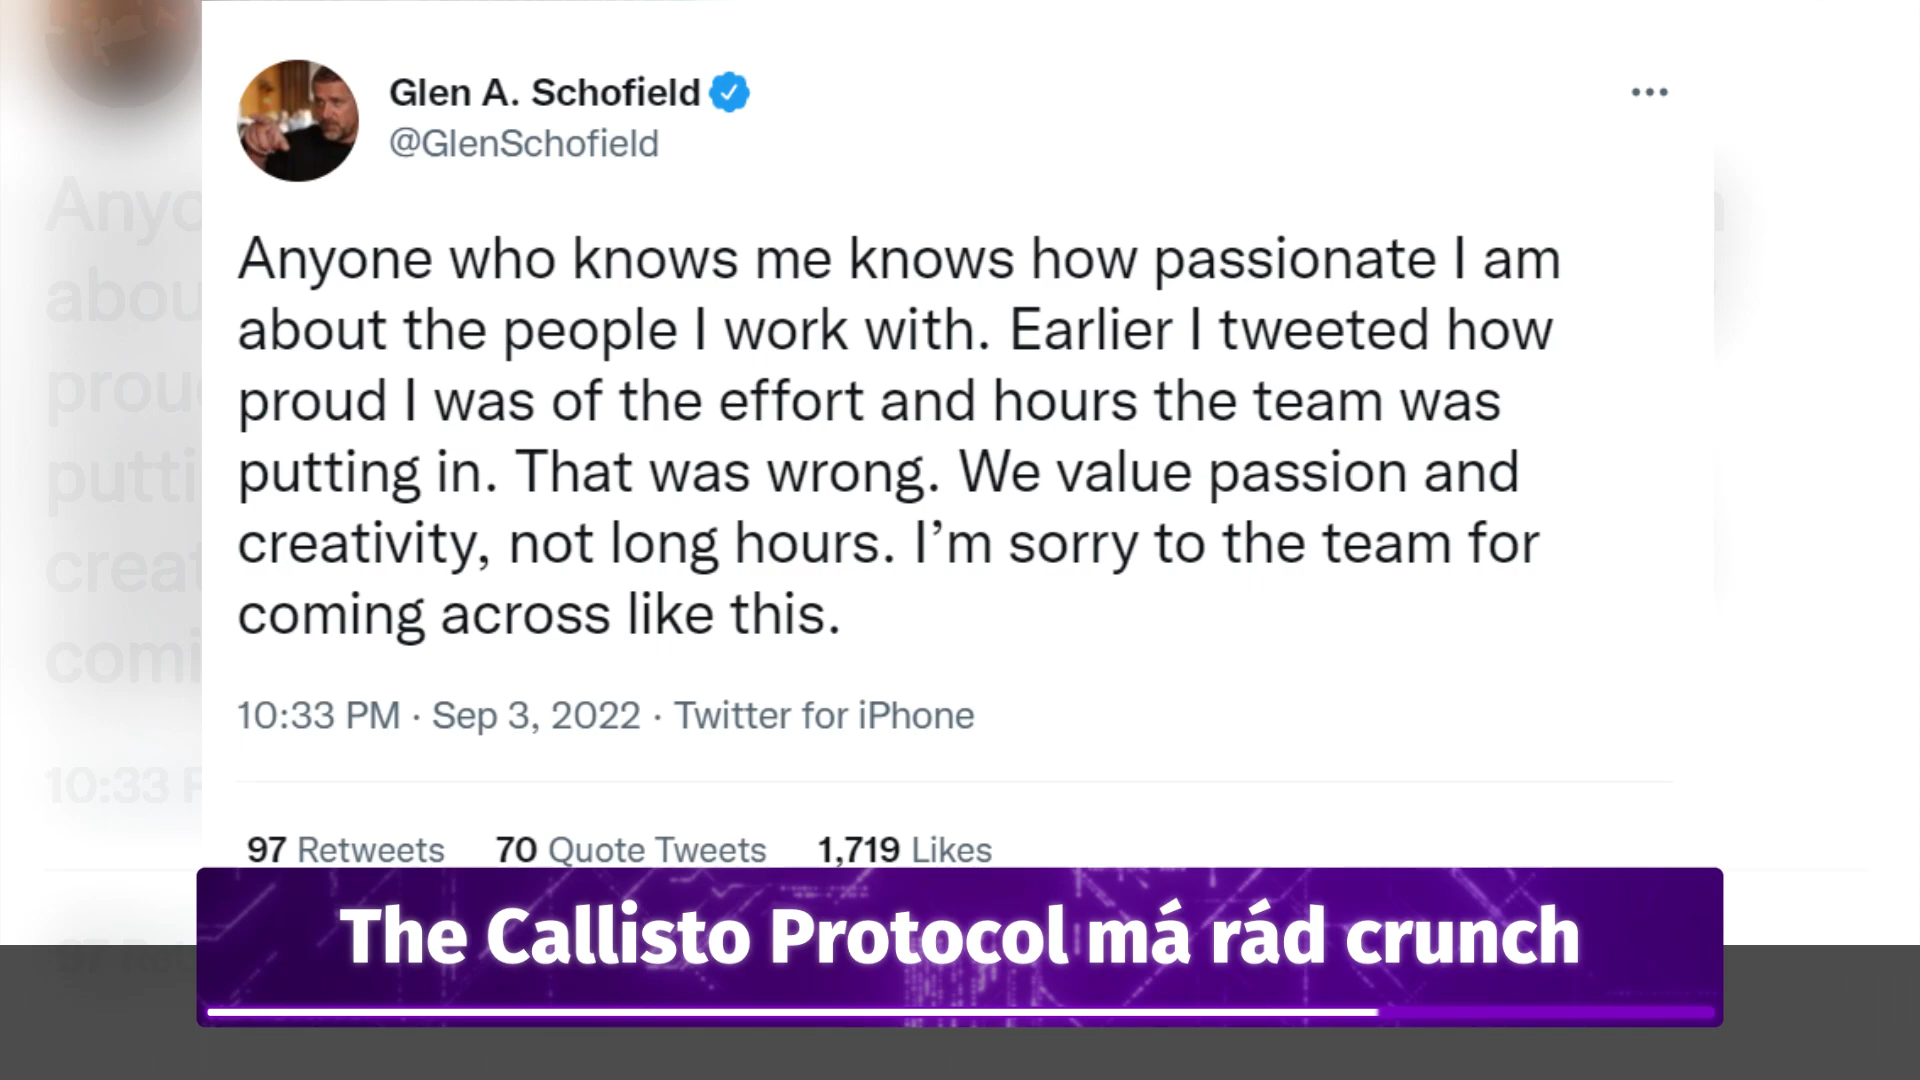 Glen A. Schofield
@GlenSchofield
Anyone who knows me knows how passionate I am
about the people I work with. Earlier I tweeted how
proud I was of the effort and hours the team was
putting in. That was wrong. We value passion and
creativity, not long hours. I’m sorry to the team for
coming across like this.
10:33 PM · Sep 3, 2022 · Twitter for iPhone
97 Retweets 70 Quote Tweets 1,719 Likes
The Callisto Protocol má rád crunch